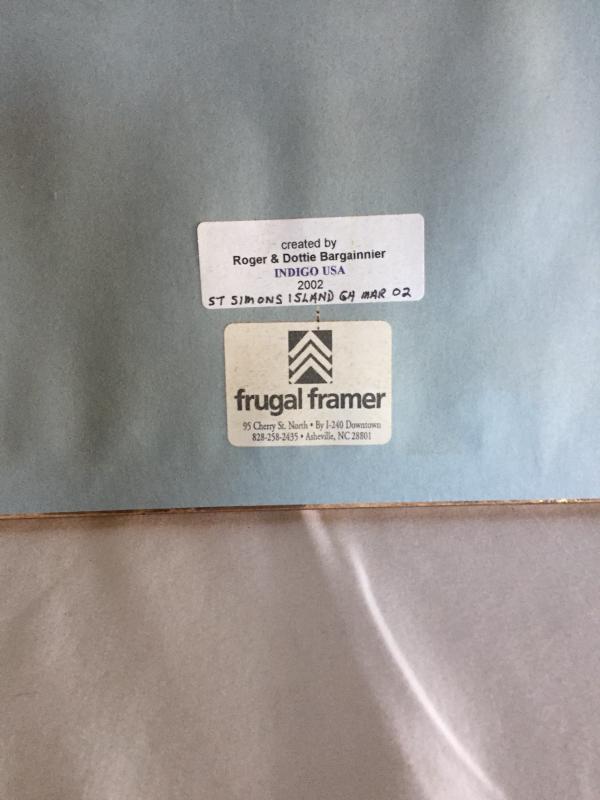 created by
Roger & Dottie Bargainnier
INDIGO USA
2002
ST SIMONS ISLAND GA MAR 02
frugal framer
95 Cherry St. North • By I-240 Downtown
828-258-2435 • Asheville, NC 28801